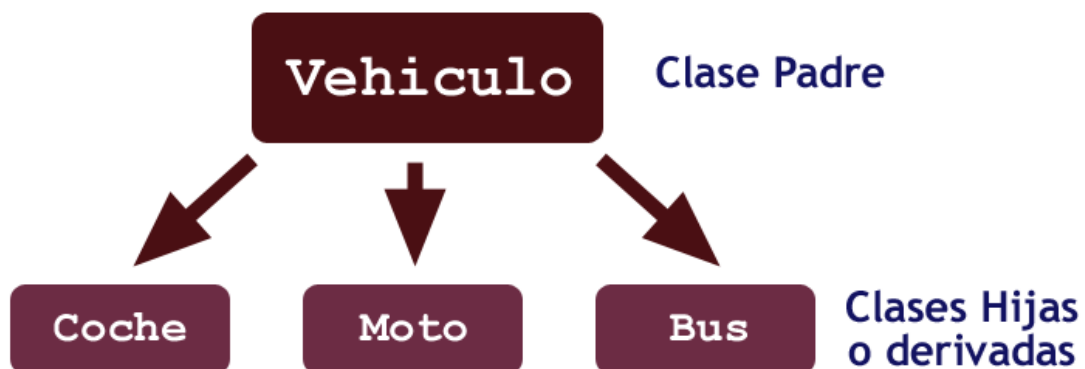 Vehiculo
Clase Padre
Coche
Moto
Bus
Clases Hijas
o derivadas